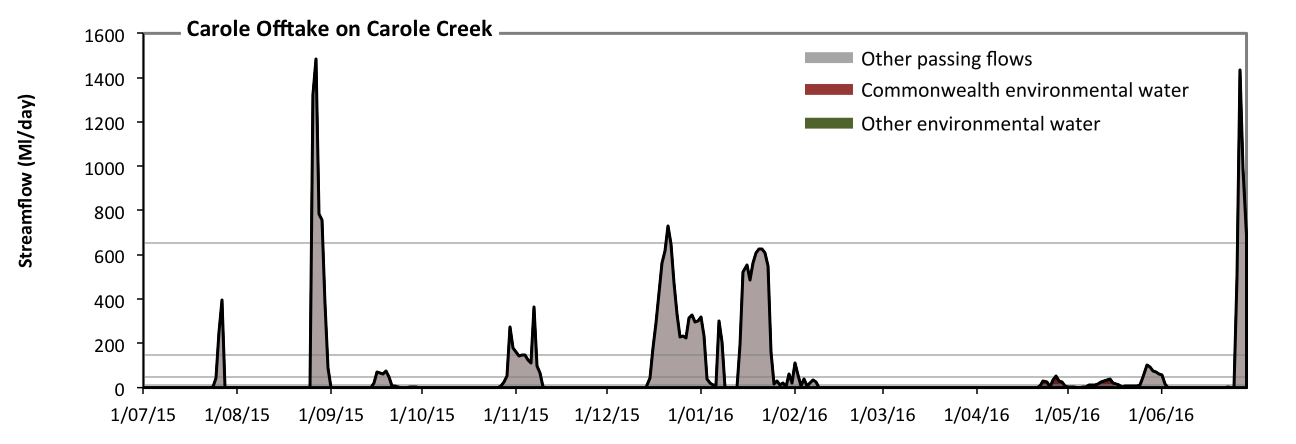 Carole Offtake on Carole Creek
Streamflow (Ml/day)
1600
1400
1200
1000
800
600
400
200
0
Other passing flows
Commonwealth environmental water
Other environmental water
1/07/15 1/08/15 1/09/15 1/10/15 1/11/15 1/12/15 1/01/16 1/02/16 1/03/16 1/04/16 1/05/16 1/06/16